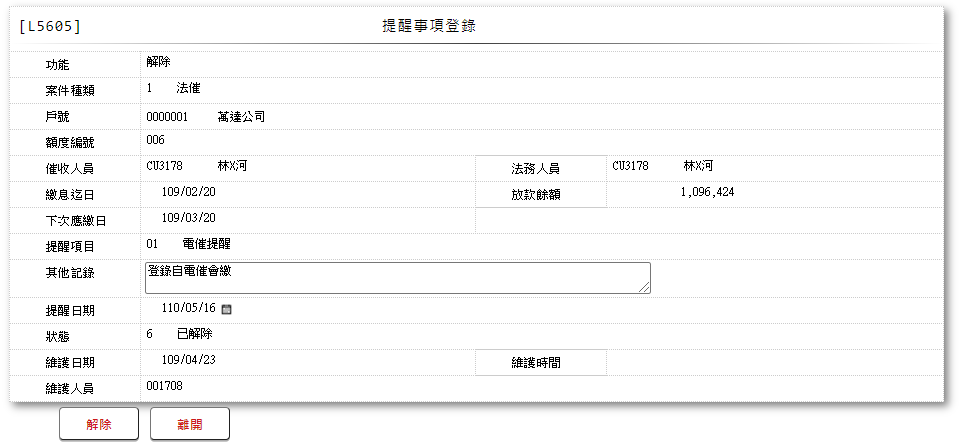 [L5605] 提醒事項登錄
功能 解除
案件種類 1 法催
戶號 0000001 萬達公司
額度編號 006
催收人員 CU3178 林X河 法務人員 CU3178 林X河
繳息迄日 109/02/20 放款餘額 1,096,424
下次應繳日 109/03/20
提醒項目 01 電催提醒
其他記錄 登錄自電催會繳
提醒日期 110/05/16
狀態 6 已解除
維護日期 109/04/23 維護時間
維護人員 001708
解除 離開